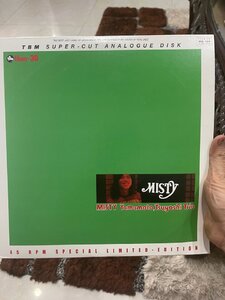 TBM SUPER-CUT ANALOGUE DISK
MISTY
MISTY Yamamoto, Tsuyoshi Trio
45 RPM SPECIAL LIMITED-EDITION